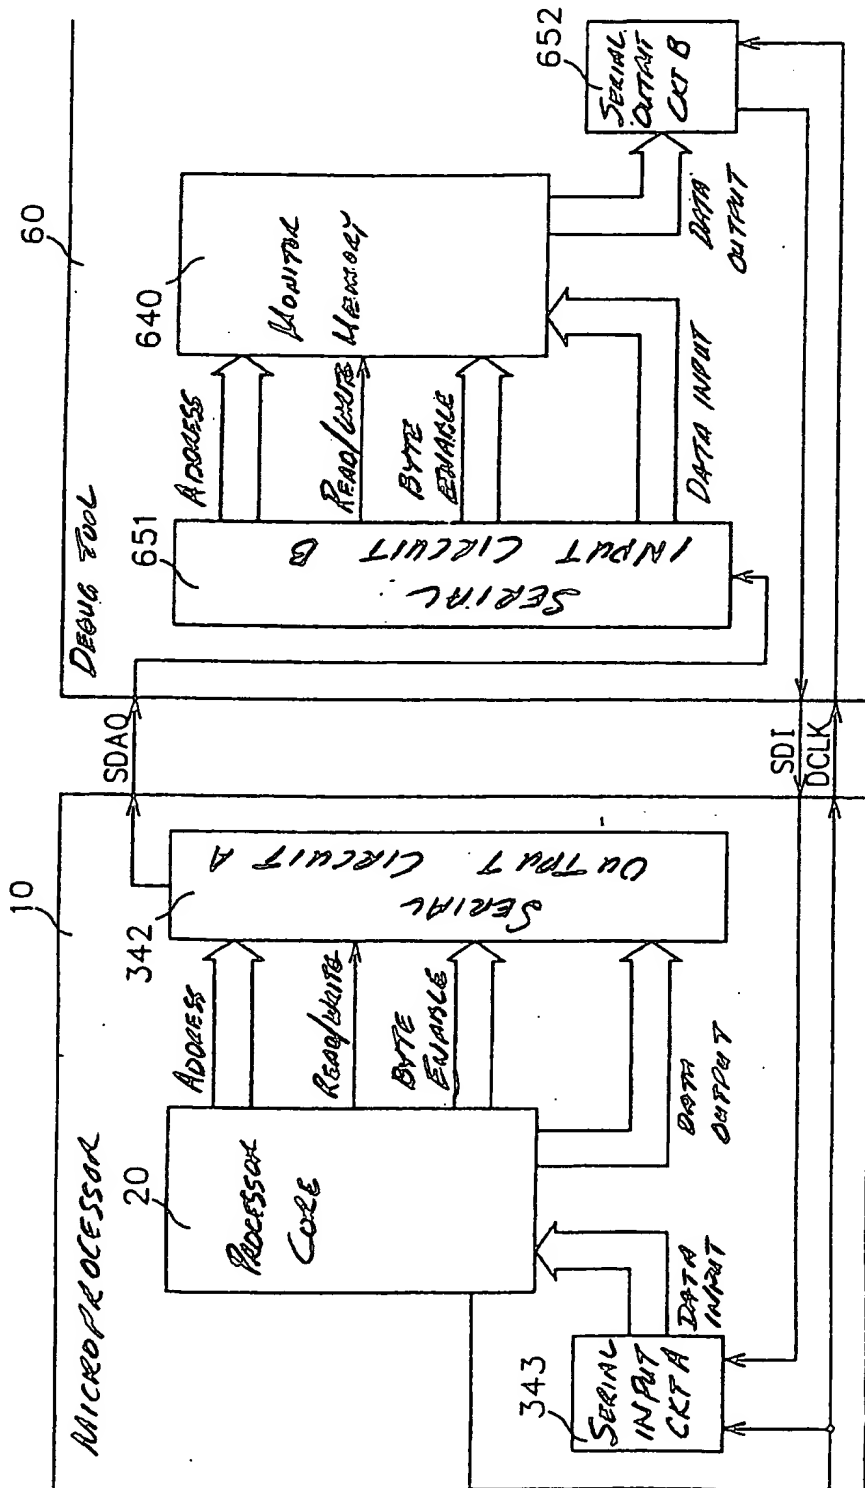 MICROPROCESSOR
10
20
PROCESSOR
CORE
343
SERIAL
INPUT
CKT A
DATA
INPUT
ADDRESS
READ/WRITE
BYTE
ENABLE
DATA
OUTPUT
342
SERIAL
OUTPUT CIRCUIT A
SDAO
SDI
DCLK
DEBUG TOOL
60
651
SERIAL
INPUT CIRCUIT B
ADDRESS
READ/WRITE
BYTE
ENABLE
DATA INPUT
640
MONITOR
MEMORY
DATA
OUTPUT
652
SERIAL
OUTPUT
CKT B